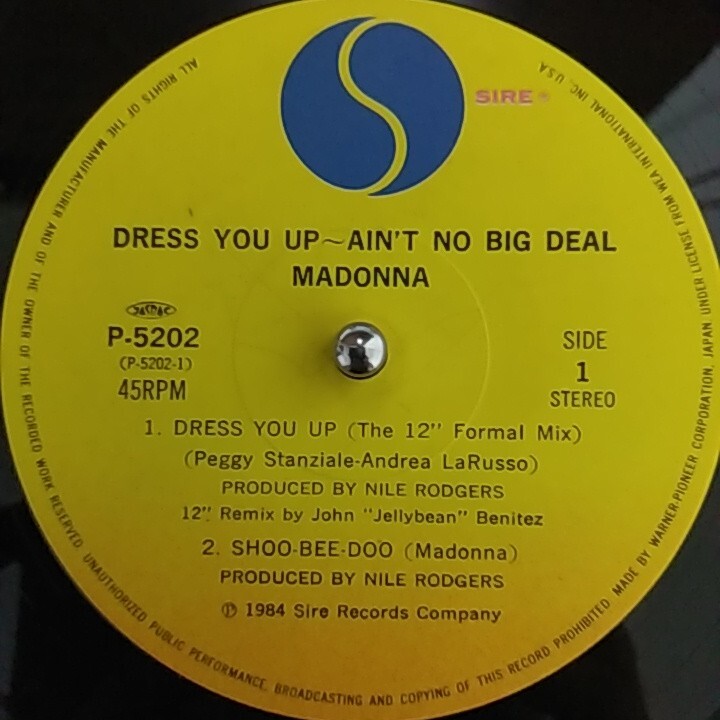 SIRE
DRESS YOU UP~AIN'T NO BIG DEAL
MADONNA
JASRAC
P-5202
(P-5202-1)
45RPM
SIDE
1
STEREO
1. DRESS YOU UP (The 12" Formal Mix)
(Peggy Stanziale-Andrea LaRusso)
PRODUCED BY NILE RODGERS
12" Remix by John "Jellybean" Benitez
2. SHOO-BEE-DOO (Madonna)
PRODUCED BY NILE RODGERS
℗ 1984 Sire Records Company
ALL RIGHTS OF THE MANUFACTURER AND OF THE OWNER OF THE RECORDED WORK RESERVED. UNAUTHORIZED PUBLIC PERFORMANCE, BROADCASTING AND COPYING OF THIS RECORD PROHIBITED. MADE BY WARNER-PIONEER CORPORATION, JAPAN UNDER LICENSE FROM WEA INTERNATIONAL INC., U.S.A.